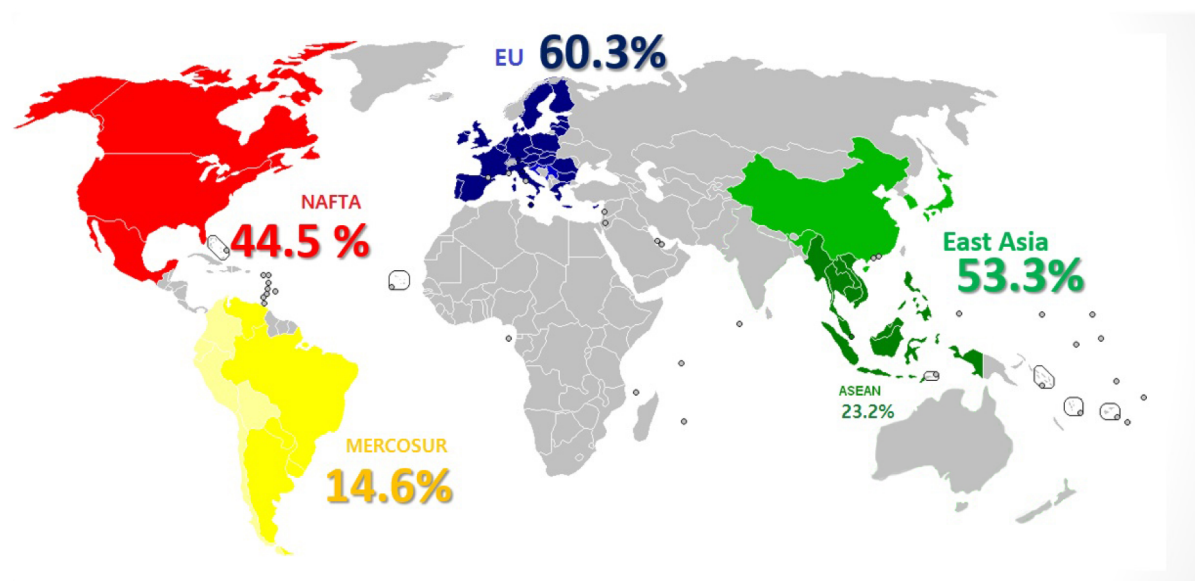 EU 60.3%
NAFTA
44.5 %
East Asia
53.3%
ASEAN
23.2%
MERCOSUR
14.6%